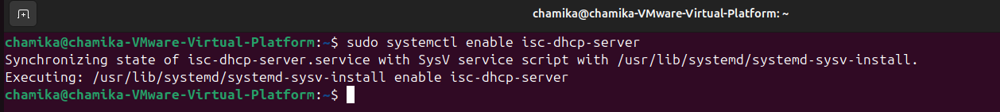 chamika@chamika-VMware-Virtual-Platform: ~
chamika@chamika-VMware-Virtual-Platform:~$ sudo systemctl enable isc-dhcp-server
Synchronizing state of isc-dhcp-server.service with SysV service script with /usr/lib/systemd/systemd-sysv-install.
Executing: /usr/lib/systemd/systemd-sysv-install enable isc-dhcp-server
chamika@chamika-VMware-Virtual-Platform:~$